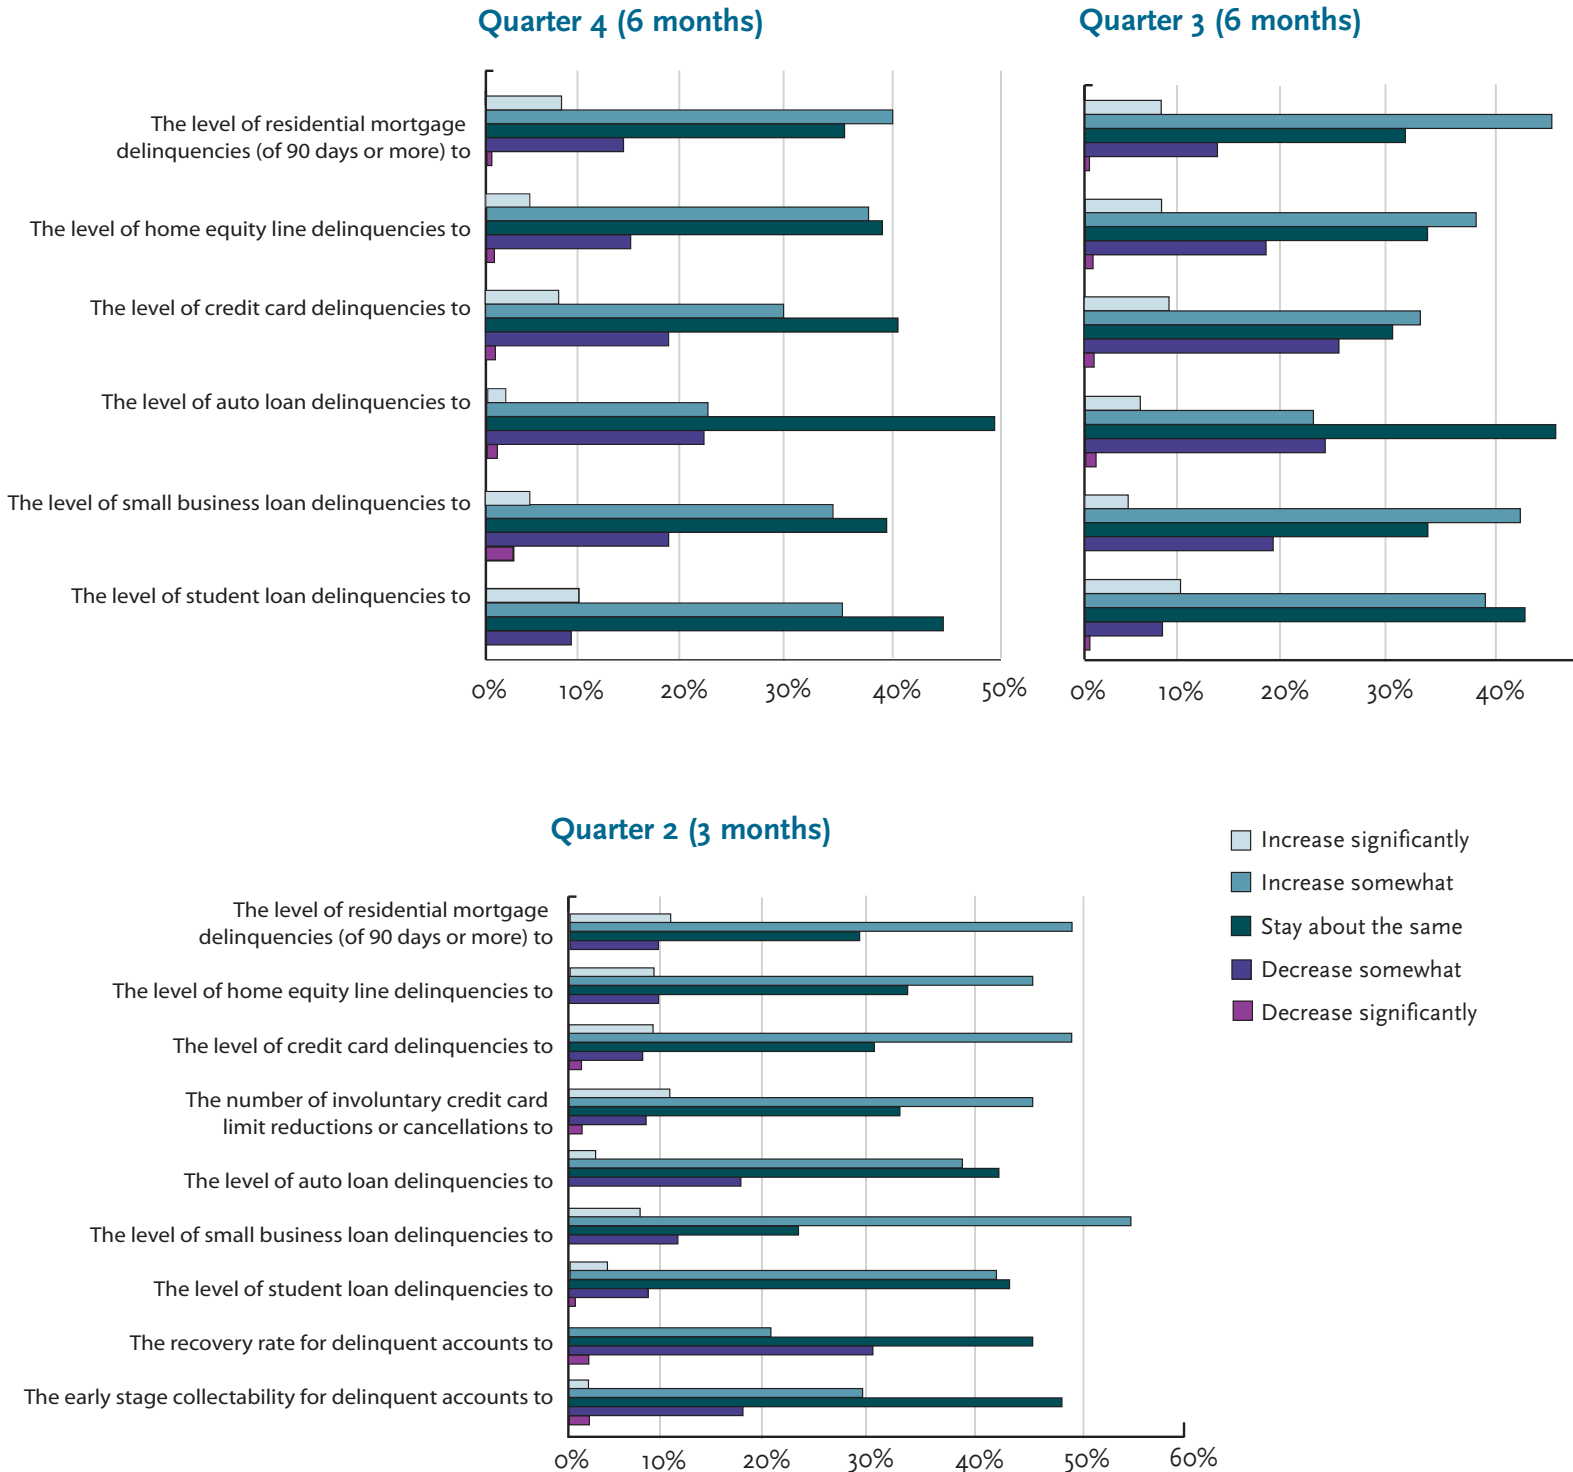 Quarter 4 (6 months)
Quarter 3 (6 months)
The level of residential mortgage
delinquencies (of 90 days or more) to
The level of home equity line delinquencies to
The level of credit card delinquencies to
The level of auto loan delinquencies to
The level of small business loan delinquencies to
The level of student loan delinquencies to
0% 10% 20% 30% 40% 50%
0% 10% 20% 30% 40%
Quarter 2 (3 months)
Increase significantly
Increase somewhat
Stay about the same
Decrease somewhat
Decrease significantly
The level of residential mortgage
delinquencies (of 90 days or more) to
The level of home equity line delinquencies to
The level of credit card delinquencies to
The number of involuntary credit card
limit reductions or cancellations to
The level of auto loan delinquencies to
The level of small business loan delinquencies to
The level of student loan delinquencies to
The recovery rate for delinquent accounts to
The early stage collectability for delinquent accounts to
0% 10% 20% 30% 40% 50% 60%